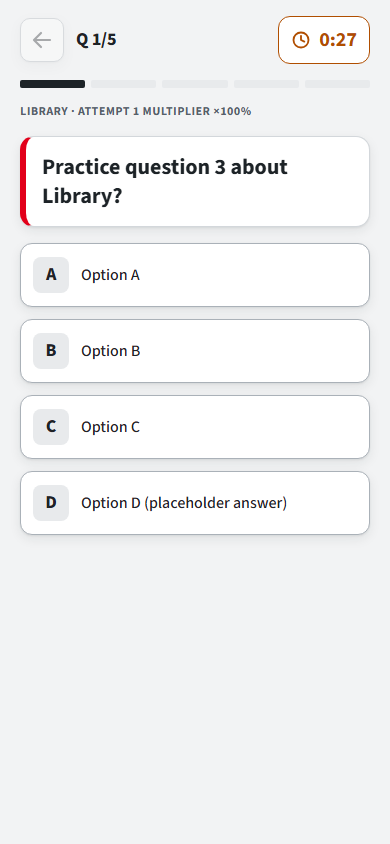 Q 1/5
0:27
LIBRARY · ATTEMPT 1 MULTIPLIER ×100%
Practice question 3 about
Library?
A Option A
B Option B
C Option C
D Option D (placeholder answer)